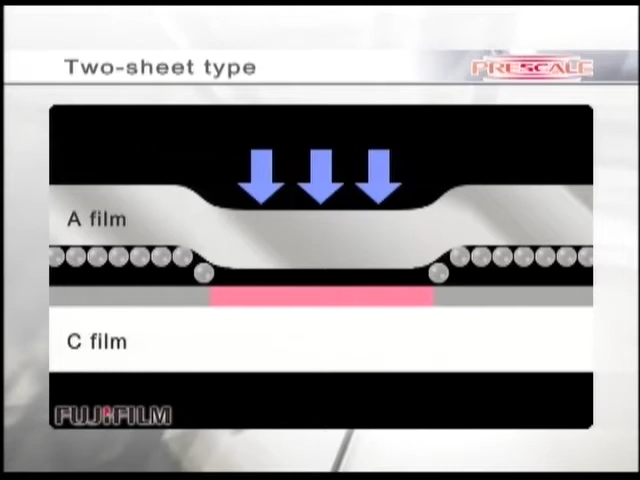 Two-sheet type
PRESCALE
A film
C film
FUJIFILM